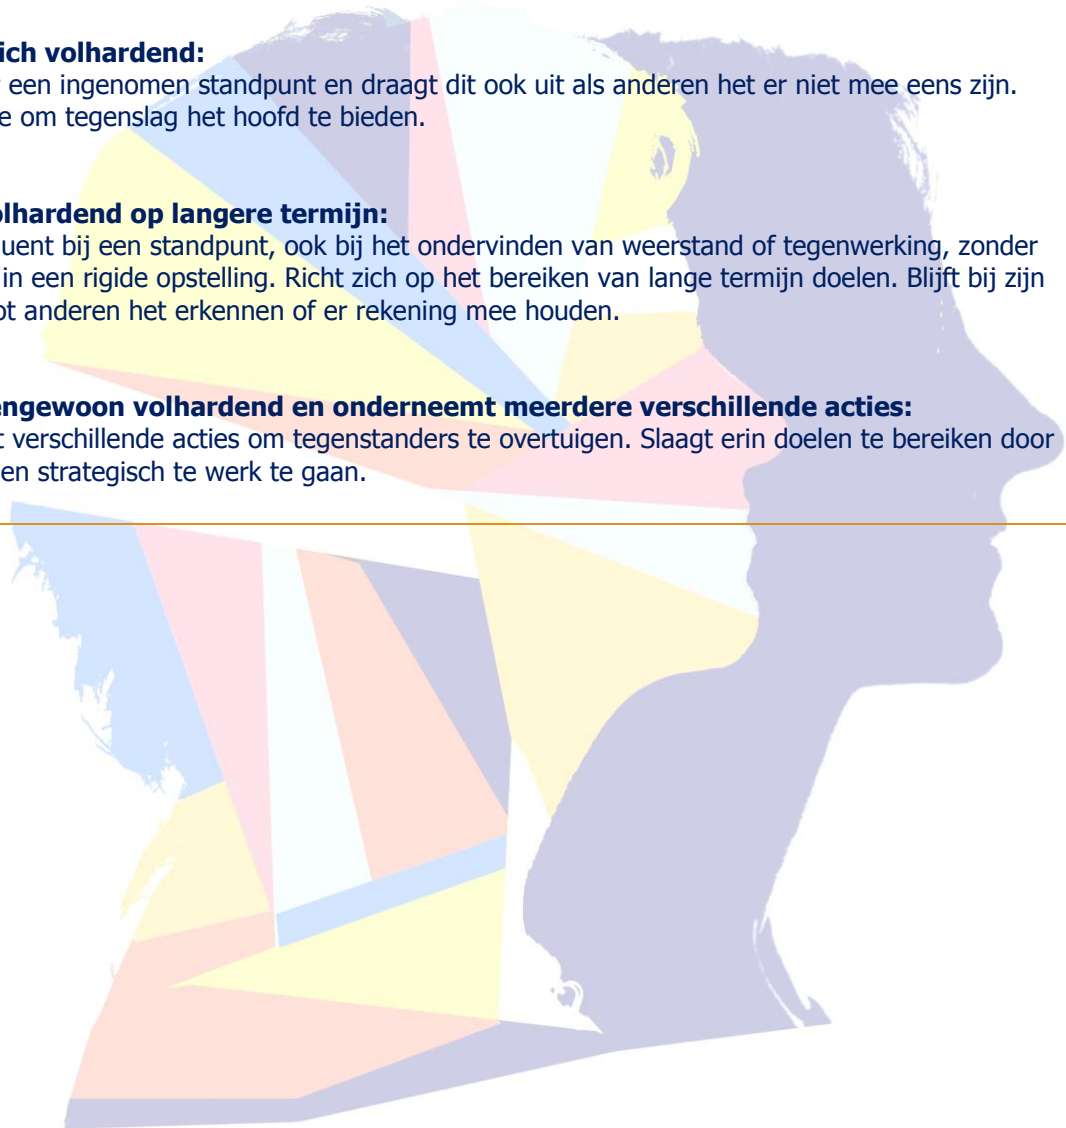 ich volhardend:
een ingenomen standpunt en draagt dit ook uit als anderen het er niet mee eens zijn.
e om tegenslag het hoofd te bieden.
olhardend op langere termijn:
uent bij een standpunt, ook bij het ondervinden van weerstand of tegenwerking, zonder
in een rigide opstelling. Richt zich op het bereiken van lange termijn doelen. Blijft bij zijn
ot anderen het erkennen of er rekening mee houden.
engewoon volhardend en onderneemt meerdere verschillende acties:
t verschillende acties om tegenstanders te overtuigen. Slaagt erin doelen te bereiken door
en strategisch te werk te gaan.